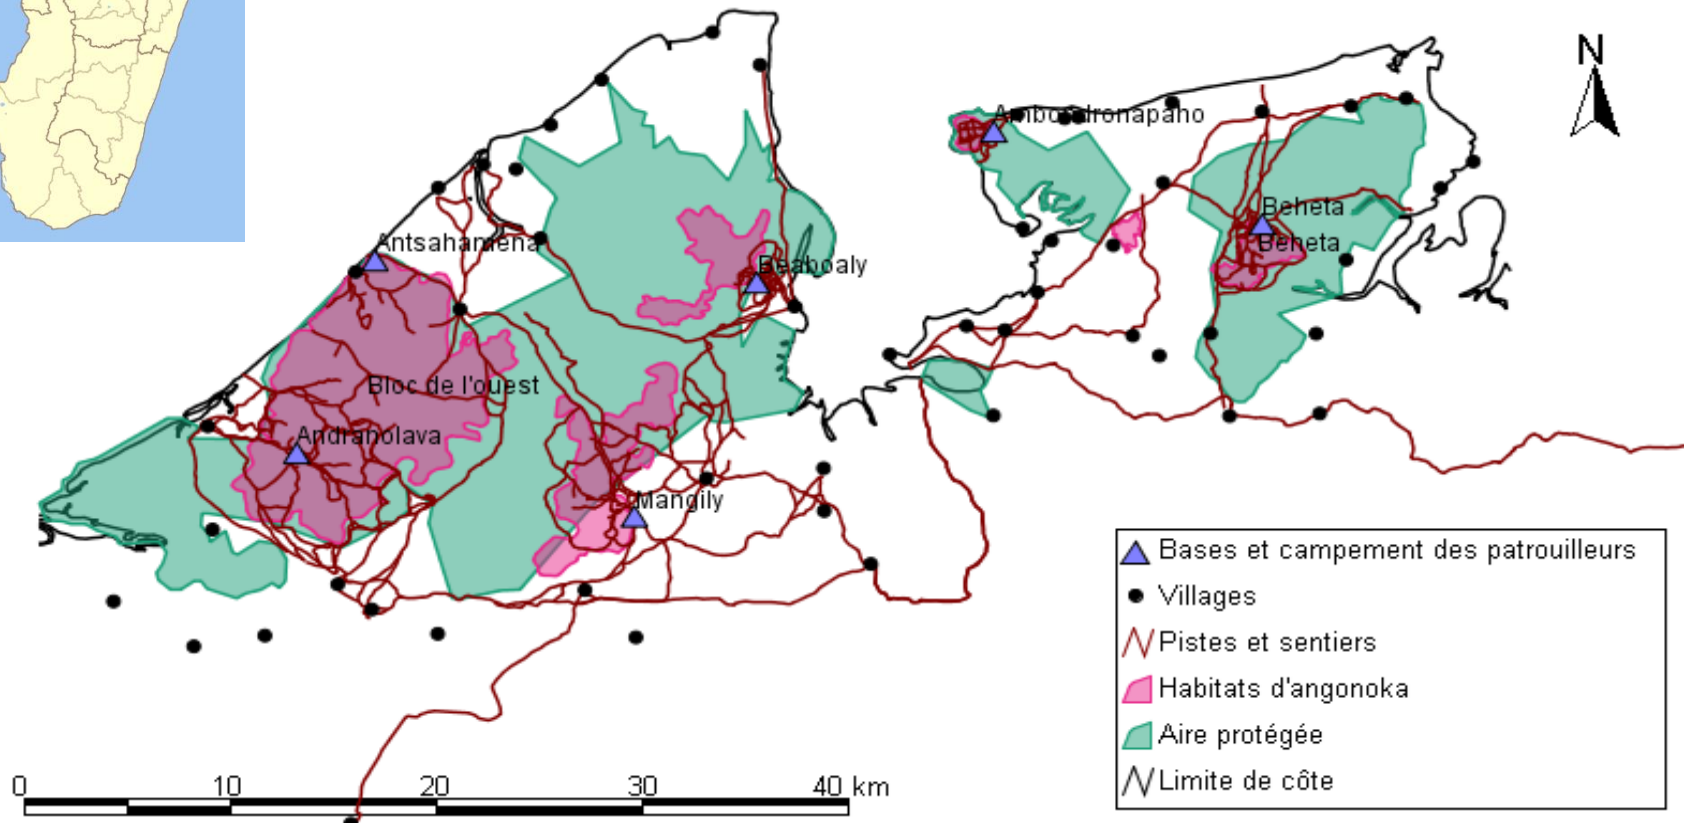 N
Ambondronapaho
Beheta
Beheta
Antsahamena
Beaboaly
Bloc de l'ouest
Andranolava
Mangily
Bases et campement des patrouilleurs
Villages
Pistes et sentiers
Habitats d'angonoka
Aire protégée
Limite de côte
0 10 20 30 40 km